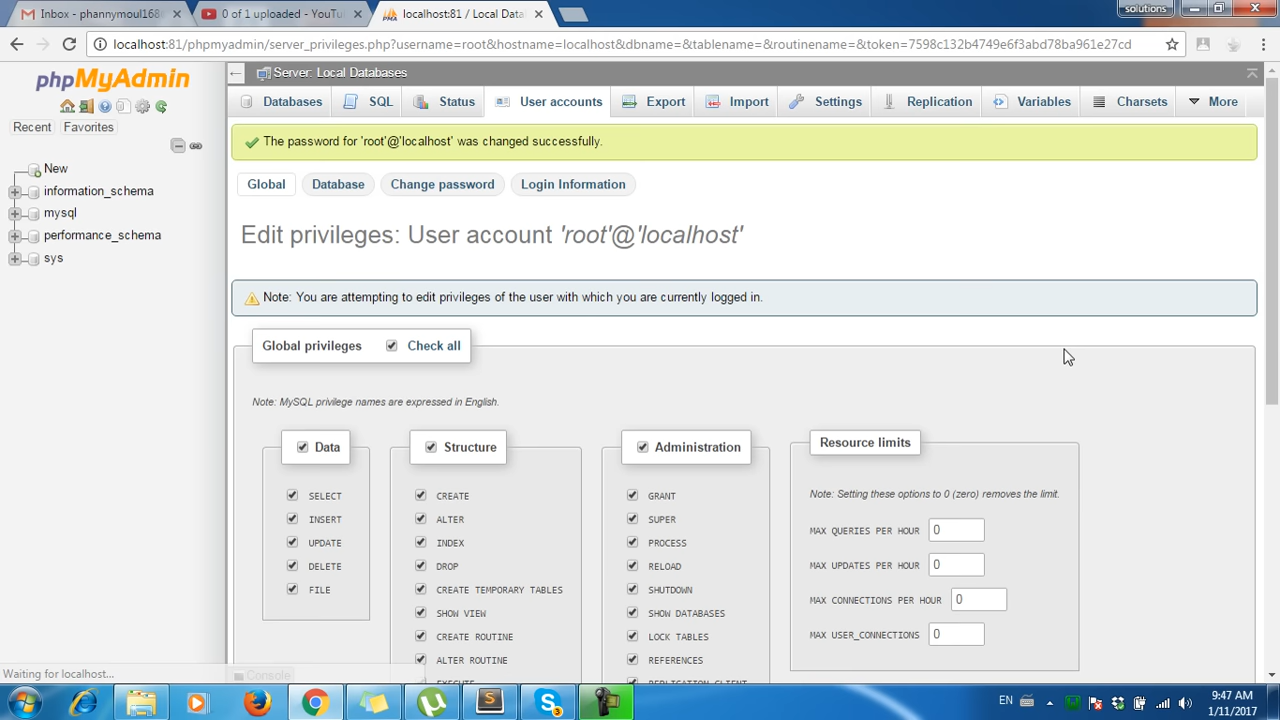 Inbox - phannymoul168
0 of 1 uploaded - YouTu
localhost:81 / Local Data
solutions
localhost:81/phpmyadmin/server_privileges.php?username=root&hostname=localhost&dbname=&tablename=&routinename=&token=7598c132b4749e6f3abd78ba961e27cd
phpMyAdmin
Server: Local Databases
Databases SQL Status User accounts Export Import Settings Replication Variables Charsets More
Recent Favorites
New
information_schema
mysql
performance_schema
sys
The password for 'root'@'localhost' was changed successfully.
Global Database Change password Login Information
Edit privileges: User account 'root'@'localhost'
Note: You are attempting to edit privileges of the user with which you are currently logged in.
Global privileges Check all
Note: MySQL privilege names are expressed in English.
Data
SELECT
INSERT
UPDATE
DELETE
FILE
Structure
CREATE
ALTER
INDEX
DROP
CREATE TEMPORARY TABLES
SHOW VIEW
CREATE ROUTINE
ALTER ROUTINE
EXECUTE
Administration
GRANT
SUPER
PROCESS
RELOAD
SHUTDOWN
SHOW DATABASES
LOCK TABLES
REFERENCES
REPLICATION CLIENT
Resource limits
Note: Setting these options to 0 (zero) removes the limit.
MAX QUERIES PER HOUR 0
MAX UPDATES PER HOUR 0
MAX CONNECTIONS PER HOUR 0
MAX USER_CONNECTIONS 0
Waiting for localhost...
Console
EN
9:47 AM
1/11/2017